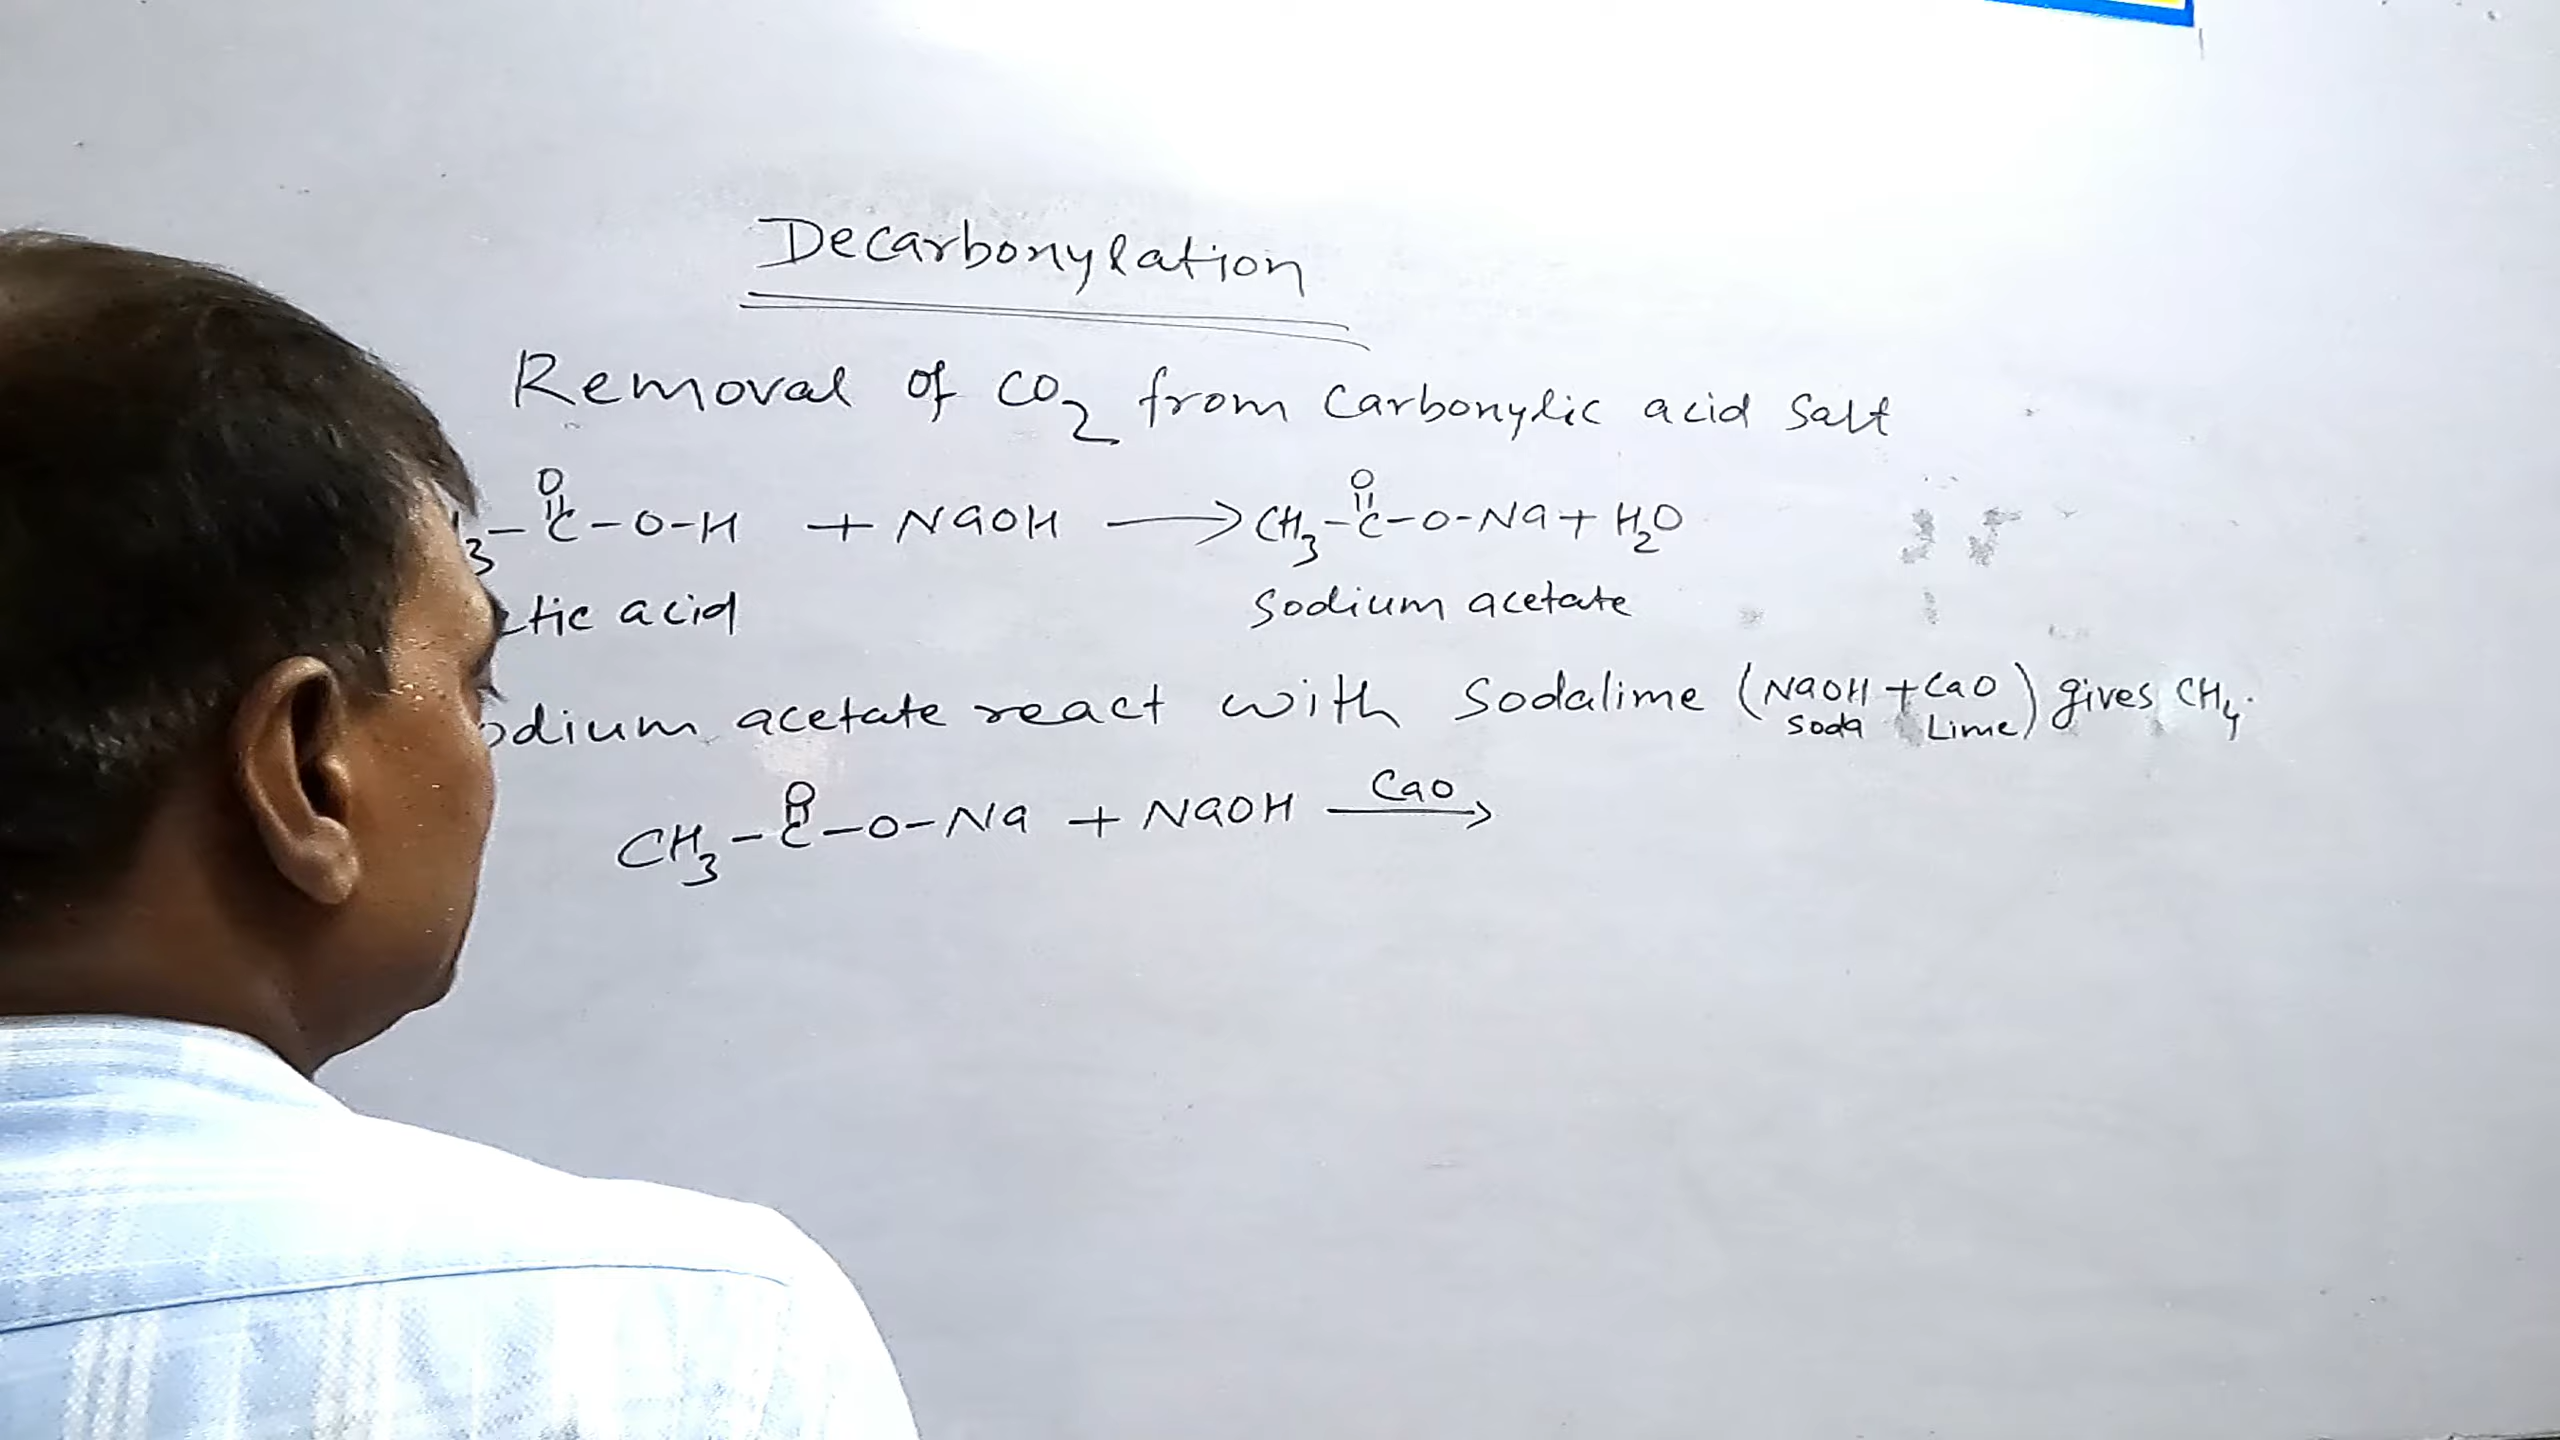 Decarbonylation
Removal of CO₂ from carbonylic acid salt
O O
₃-C-O-H + NaOH → CH₃-C-O-Na + H₂O
tic acid sodium acetate
odium acetate react with sodalime (NaOH + CaO) gives CH₄.
soda Lime
O CaO
CH₃-C-O-Na + NaOH →